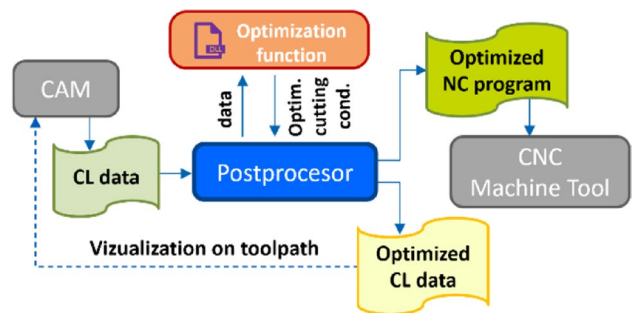 DLL
Optimization
function
CAM
CL data
data
Optim.
cutting
cond.
Postprocesor
Optimized
NC program
CNC
Machine Tool
Vizualization on toolpath
Optimized
CL data